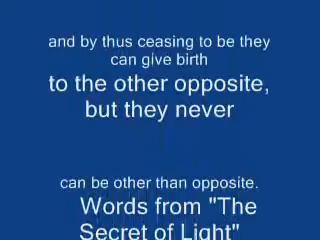 and by thus ceasing to be they
can give birth
to the other opposite,
but they never
can be other than opposite.
Words from "The
Secret of Light"